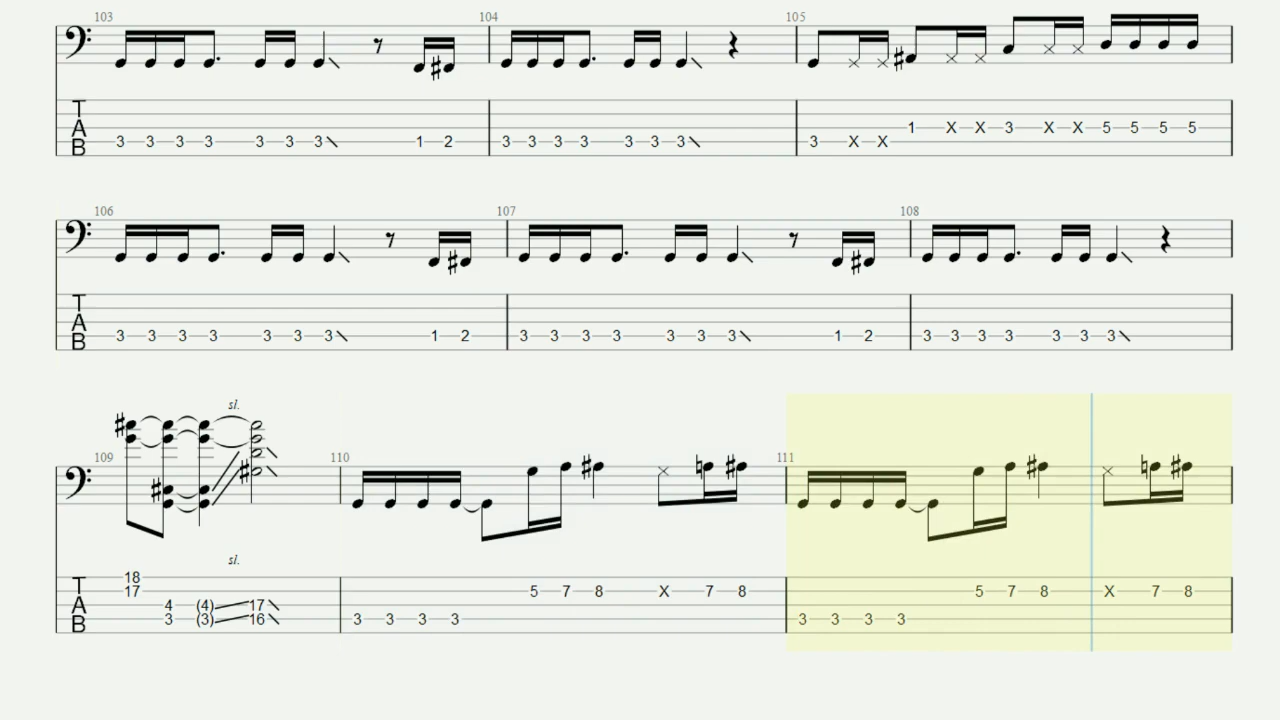 103 104 105
T
A 1 X X 3 X X 5 5 5 5
B 3 3 3 3 3 3 3 1 2 3 3 3 3 3 3 3 3 X X
106 107 108
T
A
B 3 3 3 3 3 3 3 1 2 3 3 3 3 3 3 3 1 2 3 3 3 3 3 3 3
sl.
109 110 111
sl.
T 18
17 5 7 8 X 7 8 5 7 8 X 7 8
A 4 (4) 17
B 3 (3) 16 3 3 3 3 3 3 3 3